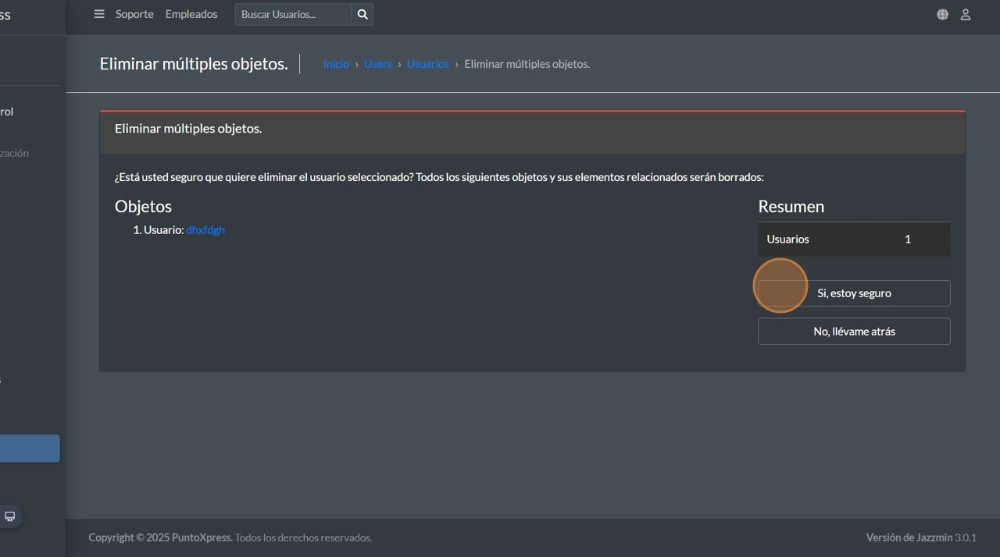 ss
Soporte Empleados Buscar Usuarios...
Eliminar múltiples objetos. Inicio › Users › Usuarios › Eliminar múltiples objetos.
rol
Eliminar múltiples objetos.
zación
¿Está usted seguro que quiere eliminar el usuario seleccionado? Todos los siguientes objetos y sus elementos relacionados serán borrados:
Objetos
1. Usuario: dhxfdgh
Resumen
Usuarios 1
Si, estoy seguro
No, llévame atrás
s
Copyright © 2025 PuntoXpress. Todos los derechos reservados. Versión de Jazzmin 3.0.1